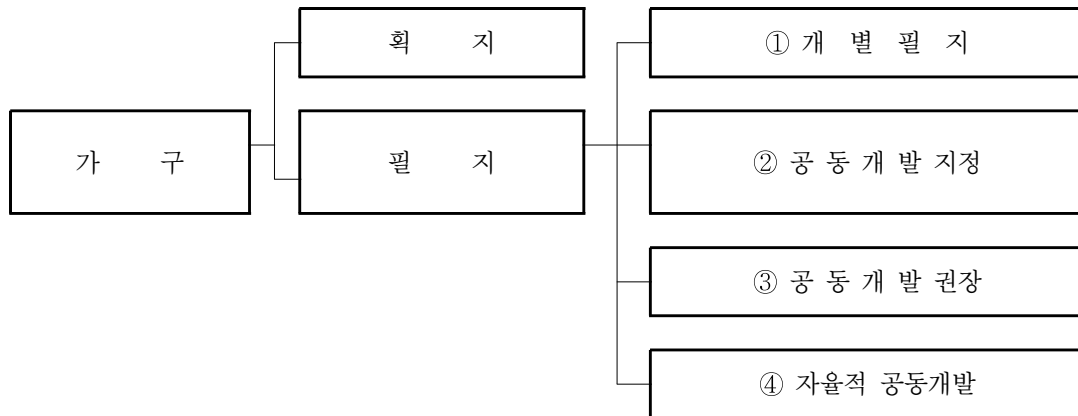 획 지
① 개 별 필 지
가 구
필 지
② 공 동 개 발 지정
③ 공 동 개 발 권장
④ 자율적 공동개발